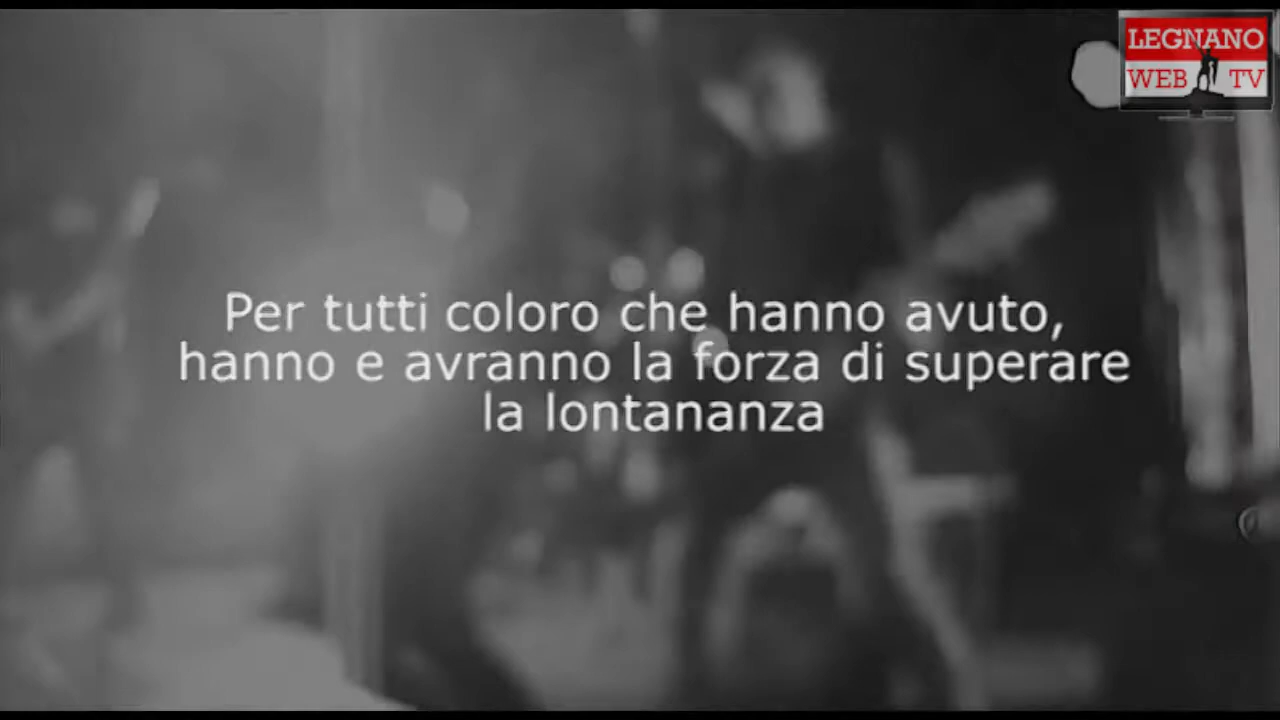 LEGNANO
WEB TV
Per tutti coloro che hanno avuto,
hanno e avranno la forza di superare
la lontananza